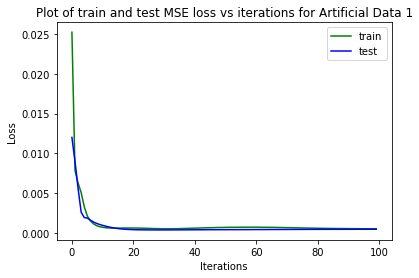 Plot of train and test MSE loss vs iterations for Artificial Data 1
train
test
0.025
0.020
0.015
0.010
0.005
0.000
Loss
0 20 40 60 80 100
Iterations